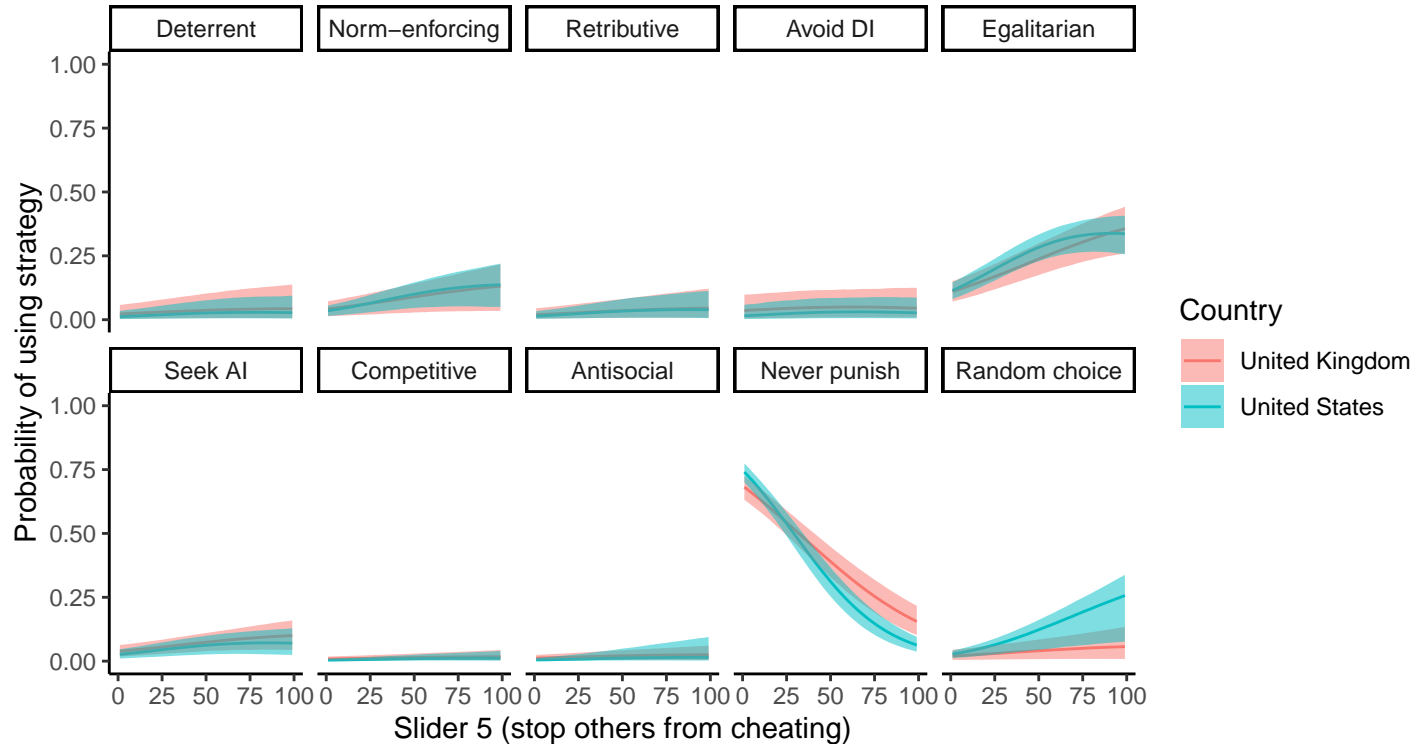 Deterrent Norm−enforcing Retributive Avoid DI Egalitarian
1.00
0.75
0.50
0.25
0.00
Seek AI Competitive Antisocial Never punish Random choice
1.00
0.75
0.50
0.25
0.00
0 25 50 75 100 0 25 50 75 100 0 25 50 75 100 0 25 50 75 100 0 25 50 75 100
Slider 5 (stop others from cheating)
Probability of using strategy
Country
United Kingdom
United States